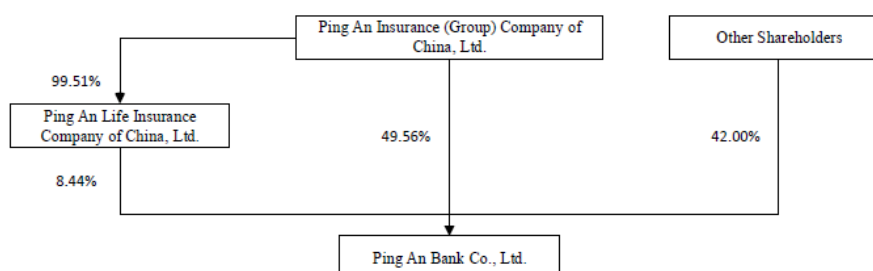 Ping An Insurance (Group) Company of
China, Ltd.
Other Shareholders
99.51%
Ping An Life Insurance
Company of China, Ltd.
49.56%
42.00%
8.44%
Ping An Bank Co., Ltd.